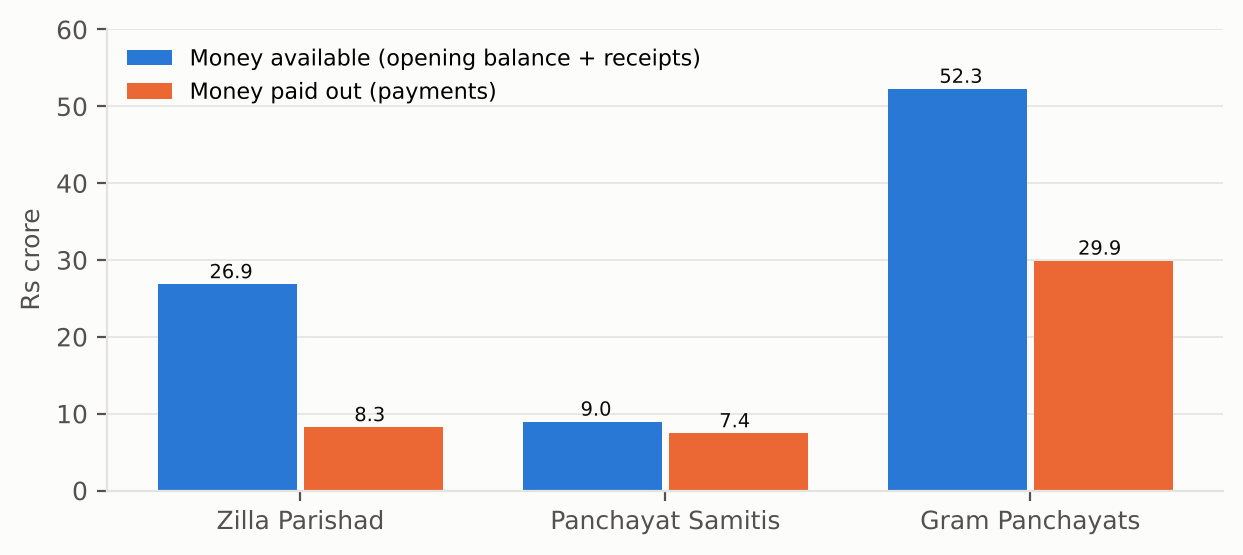 60
50
40
30
20
10
0
Rs crore
Money available (opening balance + receipts)
Money paid out (payments)
26.9
8.3
9.0
7.4
52.3
29.9
Zilla Parishad
Panchayat Samitis
Gram Panchayats